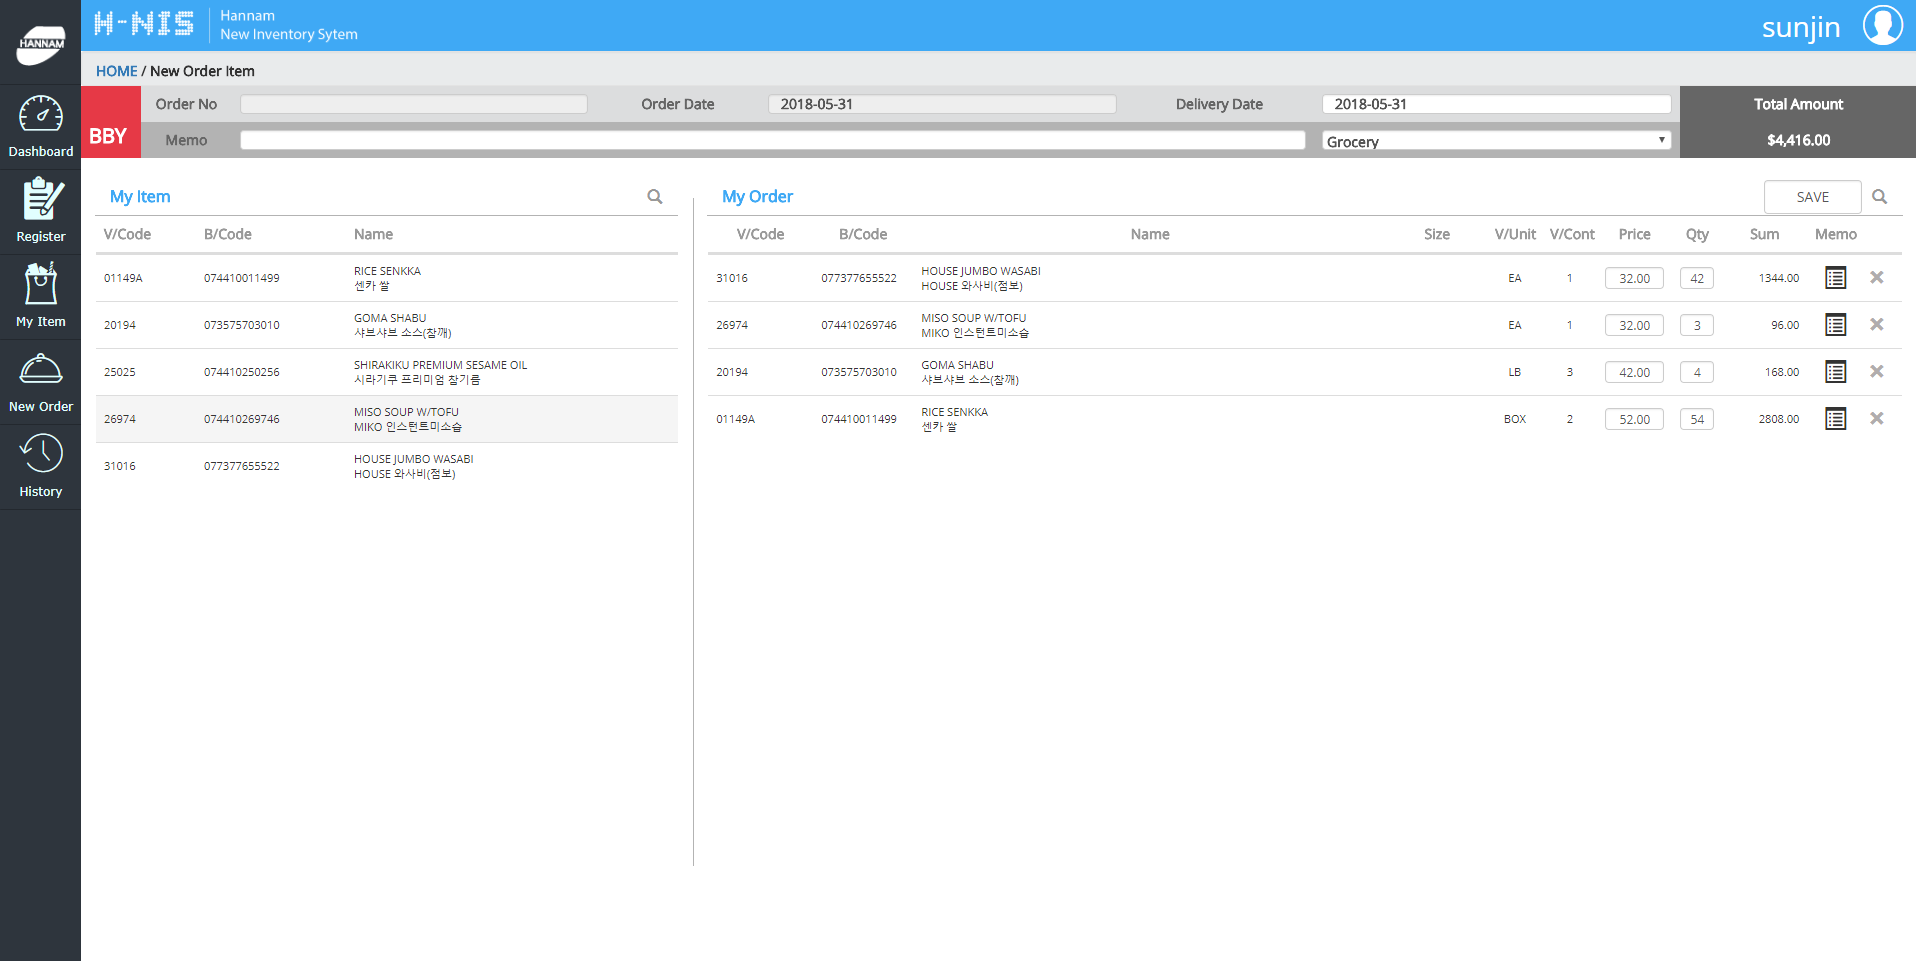 HANNAM
H-NIS
Hannam
New Inventory Sytem
sunjin
HOME / New Order Item
BBY
Order No
Order Date
2018-05-31
Delivery Date
2018-05-31
Total Amount
Memo
Grocery
$4,416.00
Dashboard
Register
My Item
New Order
History
My Item
V/Code B/Code Name
01149A 074410011499 RICE SENKKA
센카 쌀
20194 073575703010 GOMA SHABU
샤브샤브 소스(참깨)
25025 074410250256 SHIRAKIKU PREMIUM SESAME OIL
시라기쿠 프리미엄 참기름
26974 074410269746 MISO SOUP W/TOFU
MIKO 인스턴트미소습
31016 077377655522 HOUSE JUMBO WASABI
HOUSE 와사비(점보)
My Order
SAVE
V/Code B/Code Name Size V/Unit V/Cont Price Qty Sum Memo
31016 077377655522 HOUSE JUMBO WASABI EA 1 32.00 42 1344.00
HOUSE 와사비(점보)
26974 074410269746 MISO SOUP W/TOFU EA 1 32.00 3 96.00
MIKO 인스턴트미소습
20194 073575703010 GOMA SHABU LB 3 42.00 4 168.00
샤브샤브 소스(참깨)
01149A 074410011499 RICE SENKKA BOX 2 52.00 54 2808.00
센카 쌀